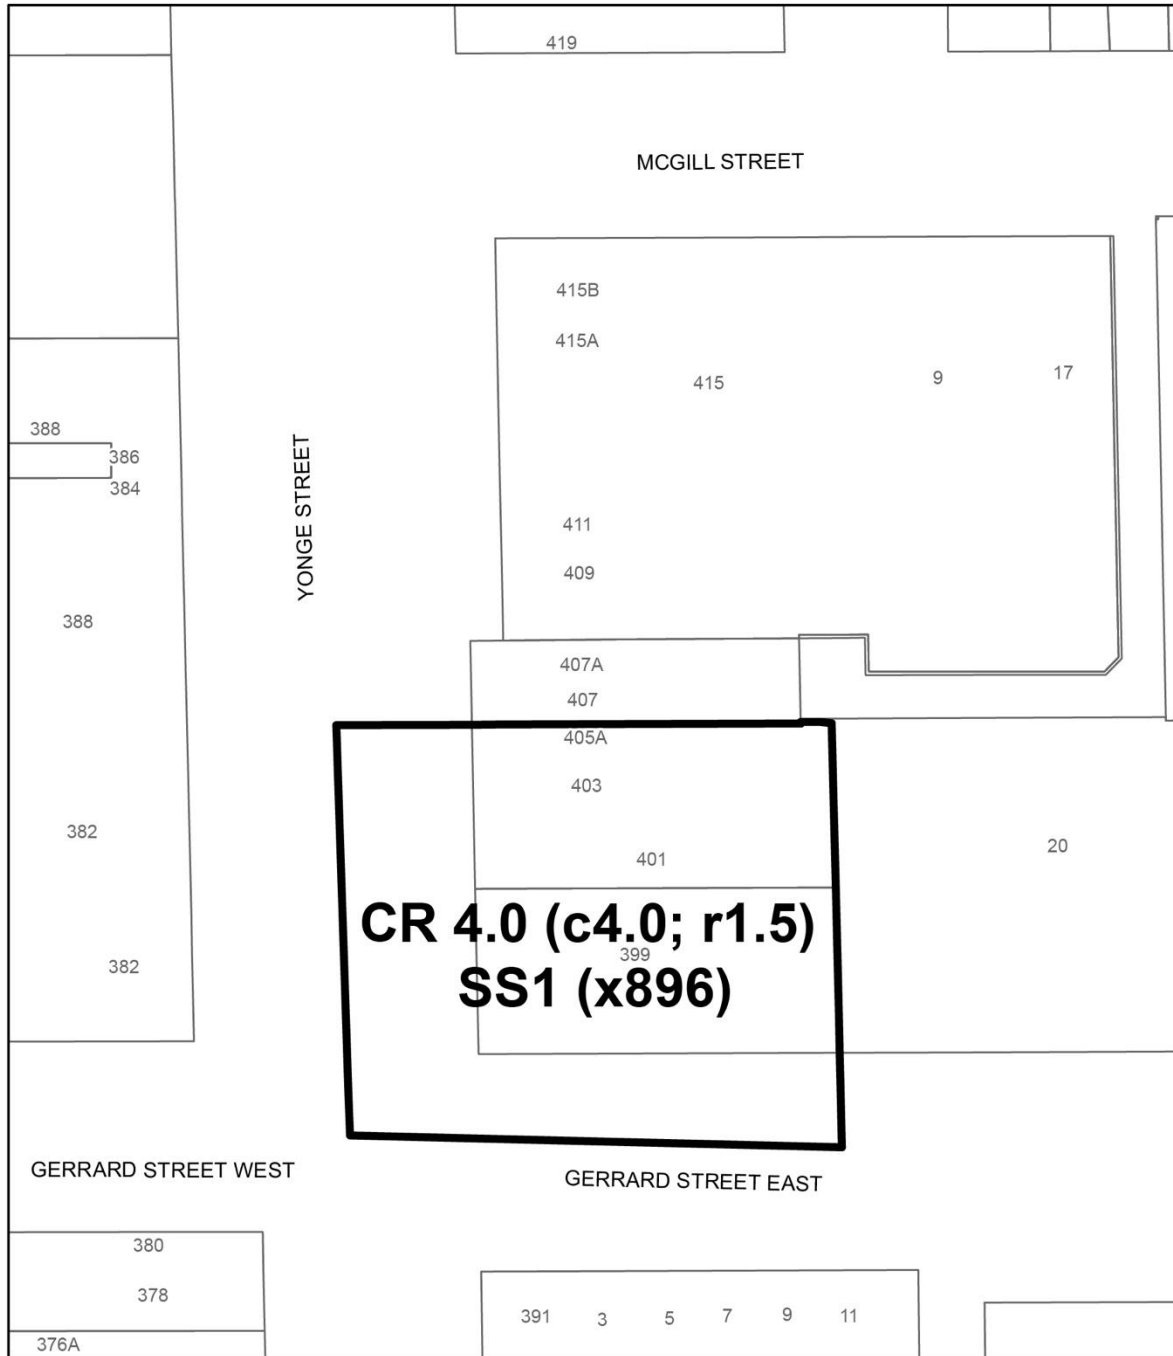 419
MCGILL STREET
415B
415A
415
9
17
388
386
384
YONGE STREET
411
409
388
407A
407
405A
403
382
401
20
CR 4.0 (c4.0; r1.5)
399
382
SS1 (x896)
GERRARD STREET WEST
GERRARD STREET EAST
380
378
391
3
5
7
9
11
376A